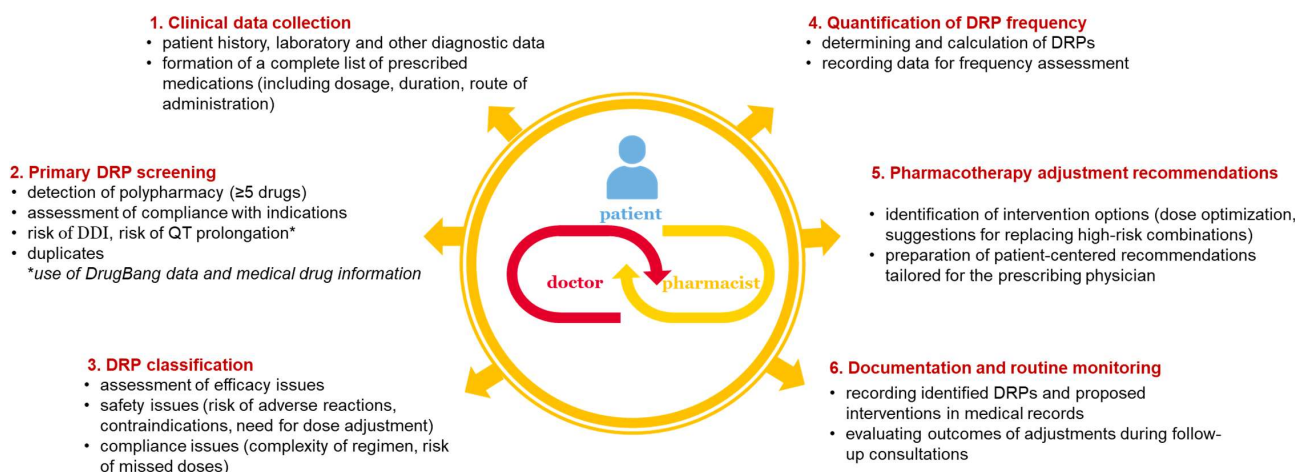 1. Clinical data collection
• patient history, laboratory and other diagnostic data
• formation of a complete list of prescribed
medications (including dosage, duration, route of
administration)
2. Primary DRP screening
• detection of polypharmacy (≥5 drugs)
• assessment of compliance with indications
• risk of DDI, risk of QT prolongation*
• duplicates
*use of DrugBang data and medical drug information
3. DRP classification
• assessment of efficacy issues
• safety issues (risk of adverse reactions,
contraindications, need for dose adjustment)
• compliance issues (complexity of regimen, risk
of missed doses)
patient
doctor
pharmacist
4. Quantification of DRP frequency
• determining and calculation of DRPs
• recording data for frequency assessment
5. Pharmacotherapy adjustment recommendations
• identification of intervention options (dose optimization,
suggestions for replacing high-risk combinations)
• preparation of patient-centered recommendations
tailored for the prescribing physician
6. Documentation and routine monitoring
• recording identified DRPs and proposed
interventions in medical records
• evaluating outcomes of adjustments during follow-
up consultations